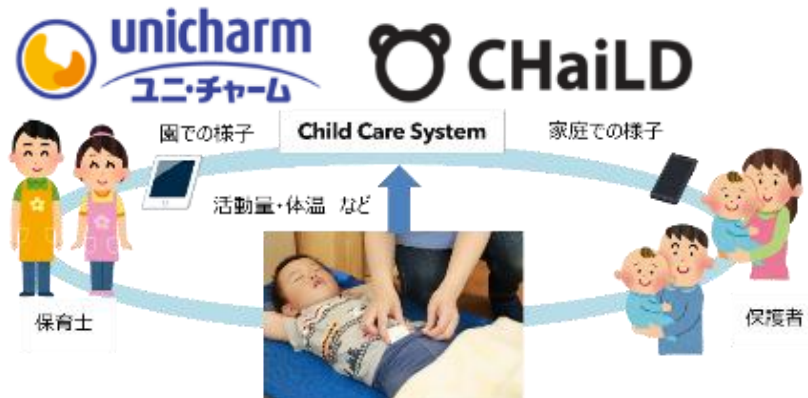 unicharm
ユニ・チャーム
CHaiLD
園での様子
Child Care System
家庭での様子
活動量・体温 など
保育士
保護者